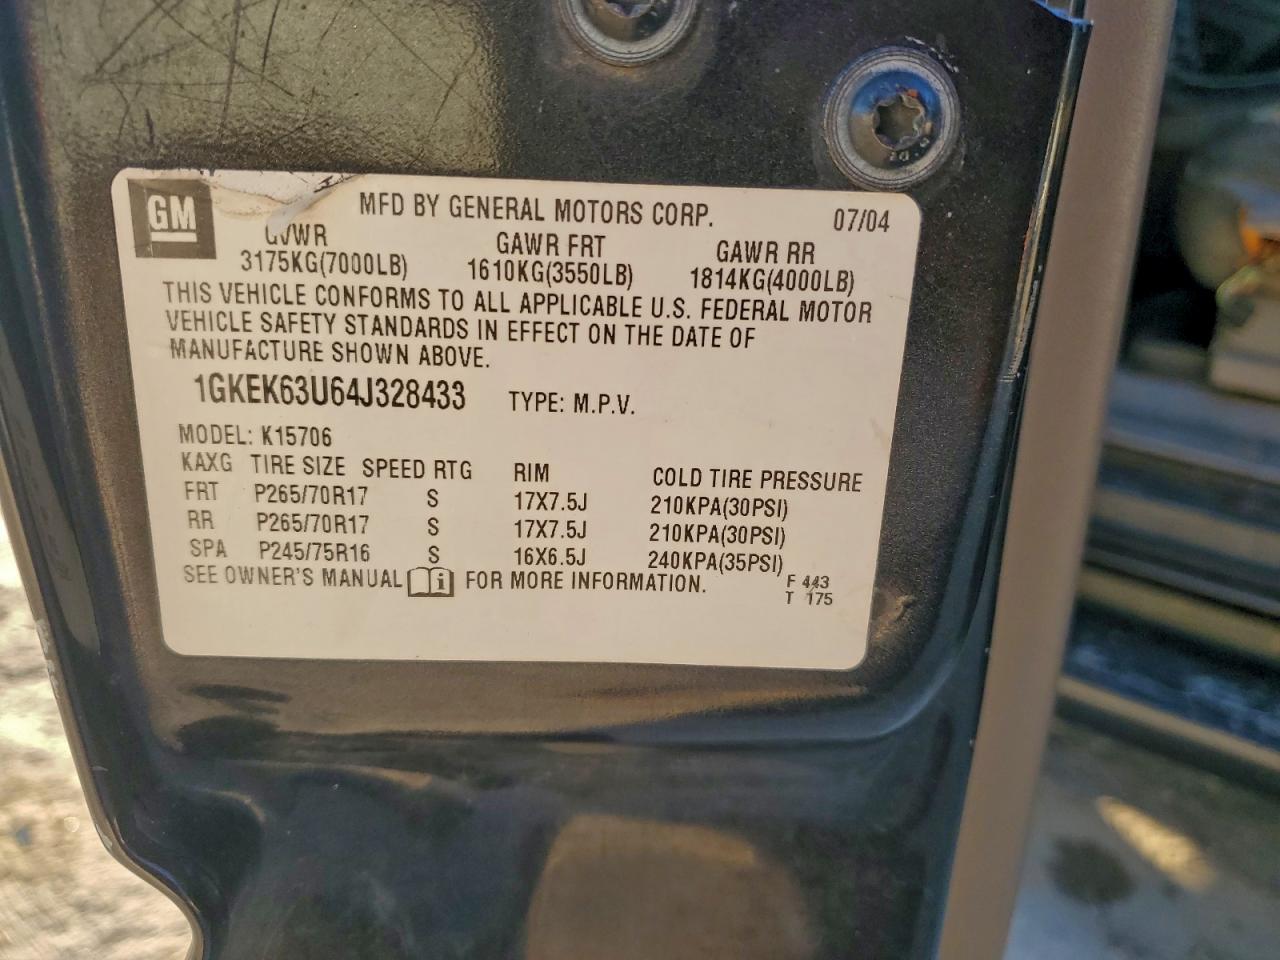 GM
MFD BY GENERAL MOTORS CORP. 07/04
GVWR GAWR FRT GAWR RR
3175KG(7000LB) 1610KG(3550LB) 1814KG(4000LB)
THIS VEHICLE CONFORMS TO ALL APPLICABLE U.S. FEDERAL MOTOR
VEHICLE SAFETY STANDARDS IN EFFECT ON THE DATE OF
MANUFACTURE SHOWN ABOVE.
1GKEK63U64J328433 TYPE: M.P.V.
MODEL: K15706
KAXG TIRE SIZE SPEED RTG RIM COLD TIRE PRESSURE
FRT P265/70R17 S 17X7.5J 210KPA(30PSI)
RR P265/70R17 S 17X7.5J 210KPA(30PSI)
SPA P245/75R16 S 16X6.5J 240KPA(35PSI)
SEE OWNER'S MANUAL i FOR MORE INFORMATION.
F 443
T 175